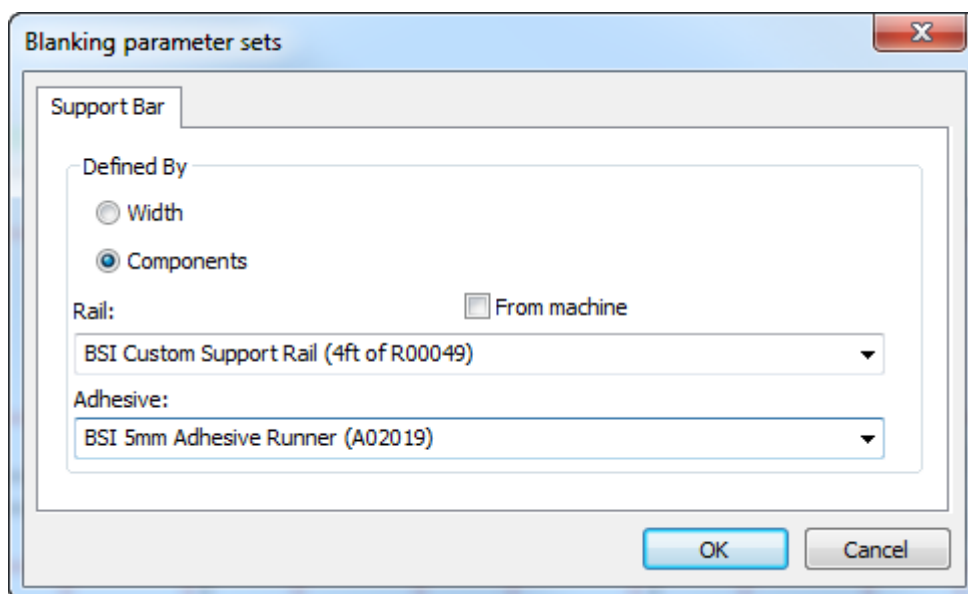 Blanking parameter sets
Support Bar
Defined By
Width
Components
Rail:
From machine
BSI Custom Support Rail (4ft of R00049)
Adhesive:
BSI 5mm Adhesive Runner (A02019)
OK
Cancel